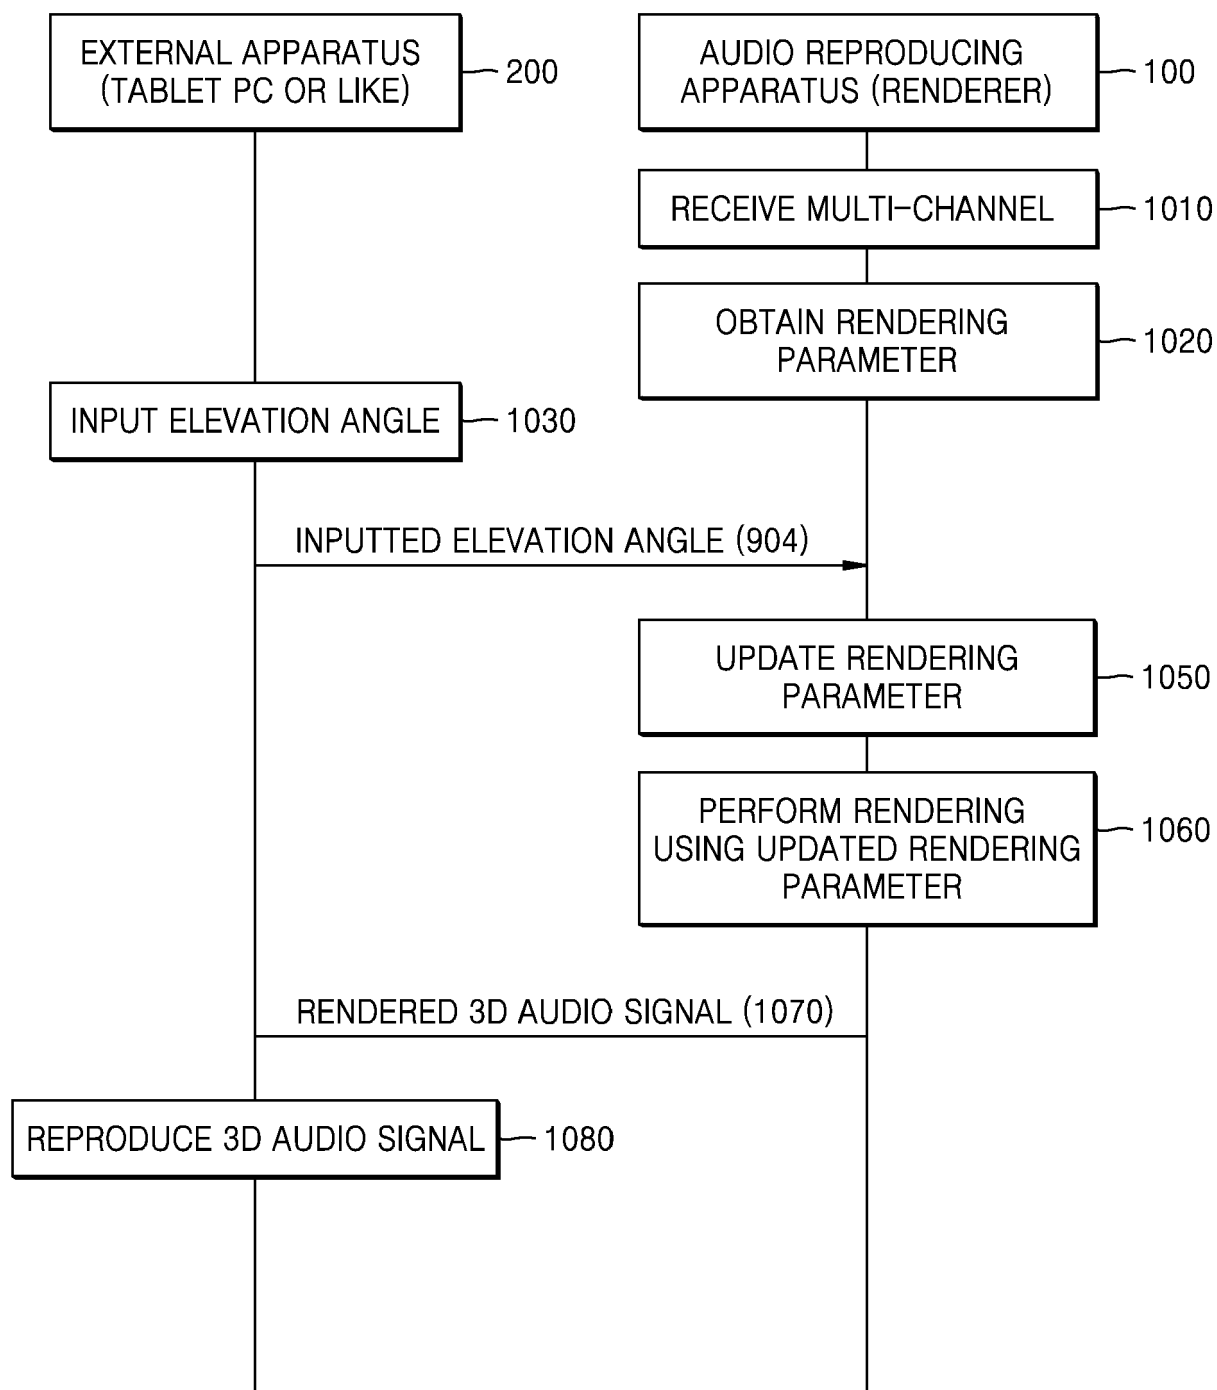 EXTERNAL APPARATUS
(TABLET PC OR LIKE)
200
AUDIO REPRODUCING
APPARATUS (RENDERER)
100
RECEIVE MULTI-CHANNEL
1010
OBTAIN RENDERING
PARAMETER
1020
INPUT ELEVATION ANGLE
1030
INPUTTED ELEVATION ANGLE (904)
UPDATE RENDERING
PARAMETER
1050
PERFORM RENDERING
USING UPDATED RENDERING
PARAMETER
1060
RENDERED 3D AUDIO SIGNAL (1070)
REPRODUCE 3D AUDIO SIGNAL
1080